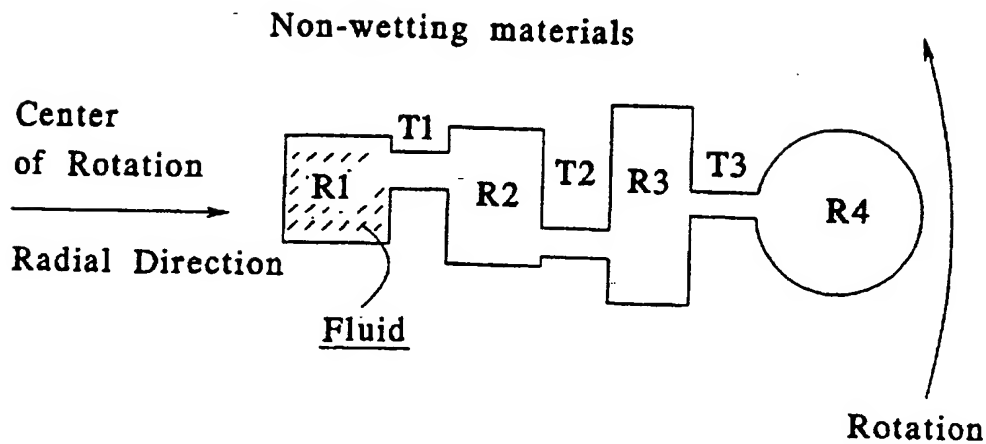 Non-wetting materials
Center
of Rotation
Radial Direction
T1
R1
R2
T2
R3
T3
R4
Fluid
Rotation